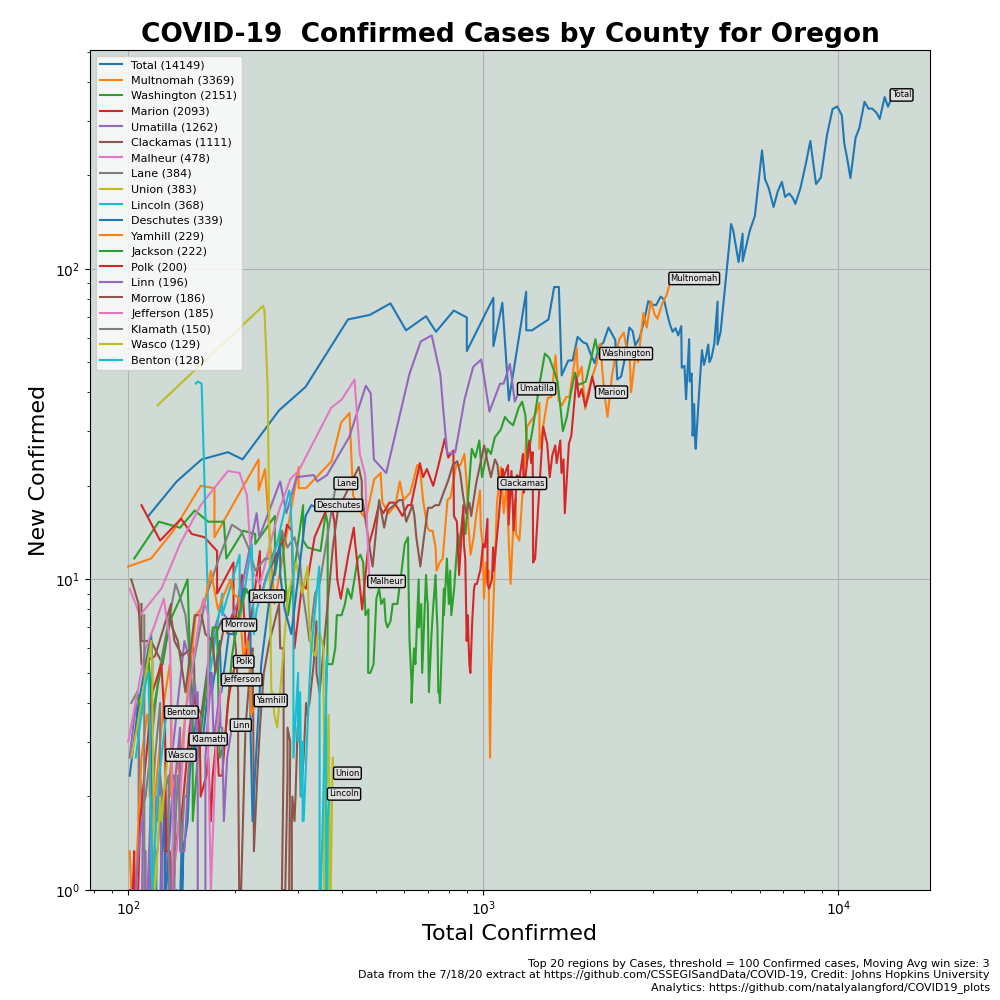 COVID-19  Confirmed Cases by County for Oregon
Total (14149)
Multnomah (3369)
Washington (2151)
Marion (2093)
Umatilla (1262)
Clackamas (1111)
Malheur (478)
Lane (384)
Union (383)
Lincoln (368)
Deschutes (339)
Yamhill (229)
Jackson (222)
Polk (200)
Linn (196)
Morrow (186)
Jefferson (185)
Klamath (150)
Wasco (129)
Benton (128)
Total
Multnomah
Washington
Umatilla
Marion
Lane
Clackamas
Deschutes
Malheur
Jackson
Morrow
Polk
Jefferson
Yamhill
Benton
Linn
Klamath
Wasco
Union
Lincoln
New Confirmed
10²
10¹
10⁰
10² 10³ 10⁴
Total Confirmed
Top 20 regions by Cases, threshold = 100 Confirmed cases, Moving Avg win size: 3
Data from the 7/18/20 extract at https://github.com/CSSEGISandData/COVID-19, Credit: Johns Hopkins University
Analytics: https://github.com/natalyalangford/COVID19_plots